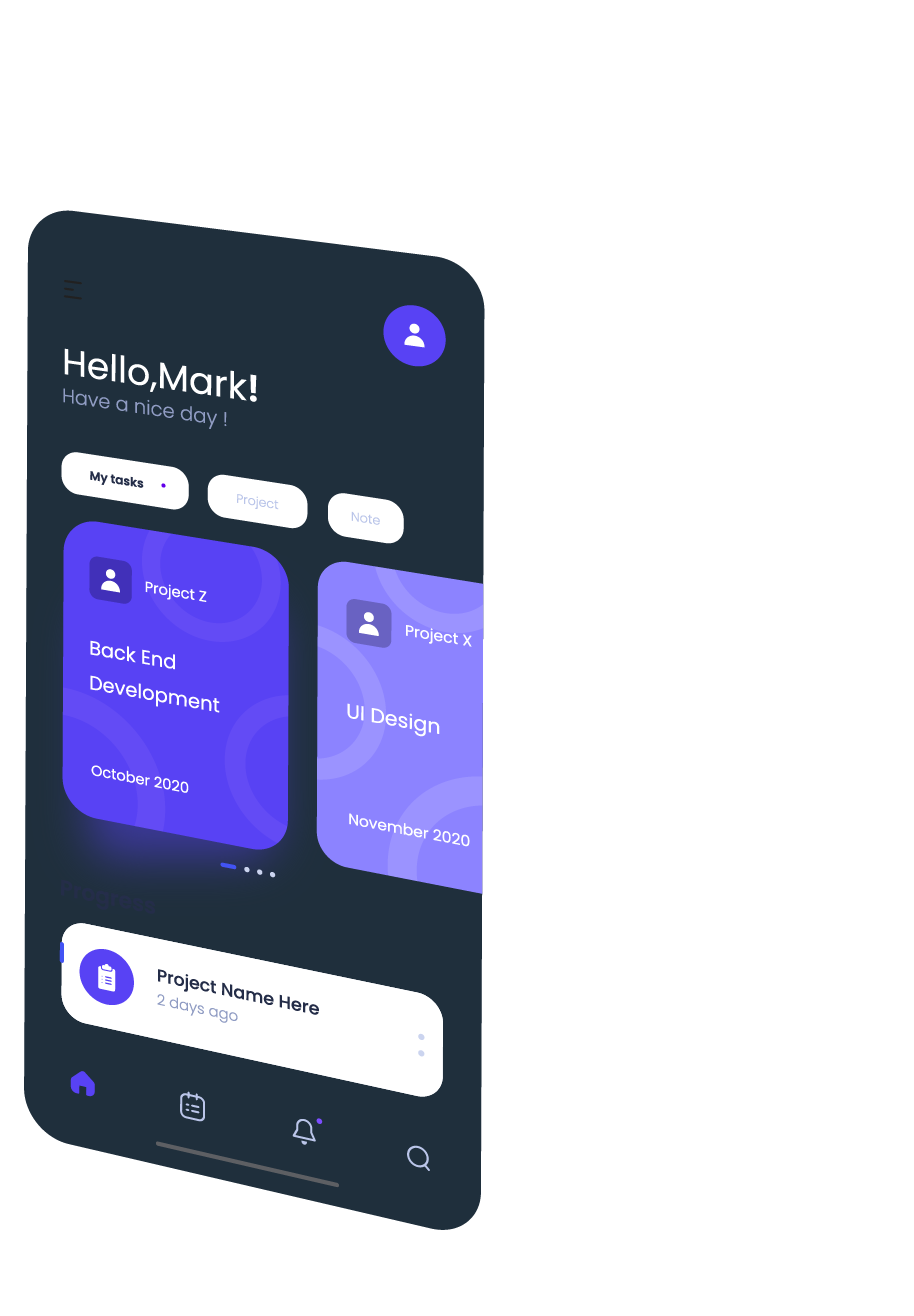 Hello,Mark!
Have a nice day !
My tasks
Project
Note
Project Z
Back End
Development
October 2020
Project X
UI Design
November 2020
Progress
Project Name Here
2 days ago